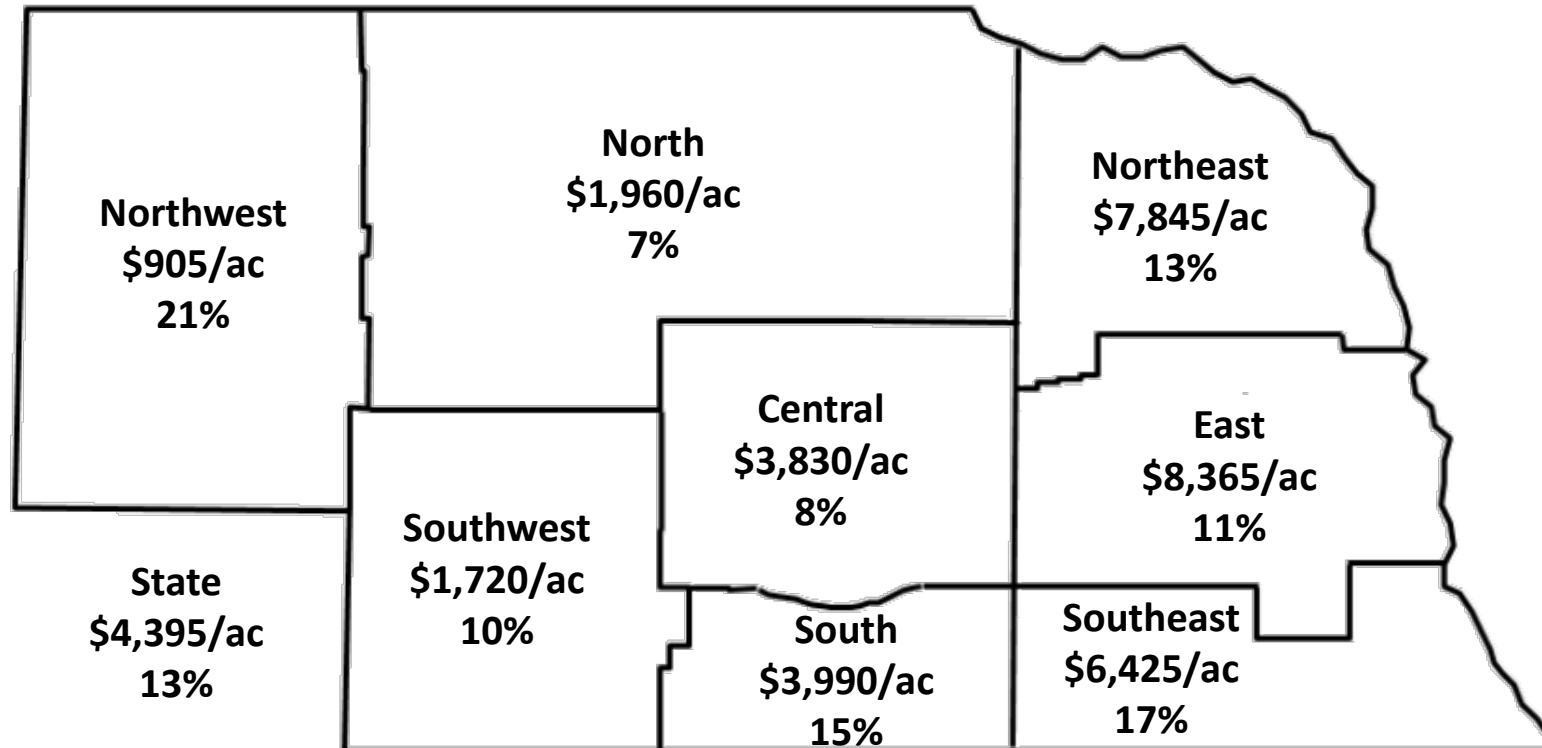 North
$1,960/ac
7%
Northeast
$7,845/ac
13%
Northwest
$905/ac
21%
Central
$3,830/ac
8%
East
$8,365/ac
11%
Southwest
$1,720/ac
10%
State
$4,395/ac
13%
South
$3,990/ac
15%
Southeast
$6,425/ac
17%